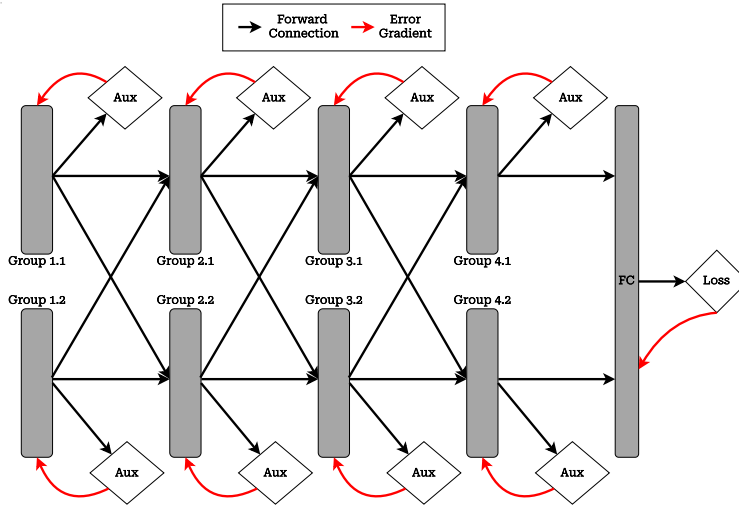 Forward
Connection
Error
Gradient
Aux
Aux
Aux
Aux
Group 1.1
Group 2.1
Group 3.1
Group 4.1
FC
Loss
Group 1.2
Group 2.2
Group 3.2
Group 4.2
Aux
Aux
Aux
Aux